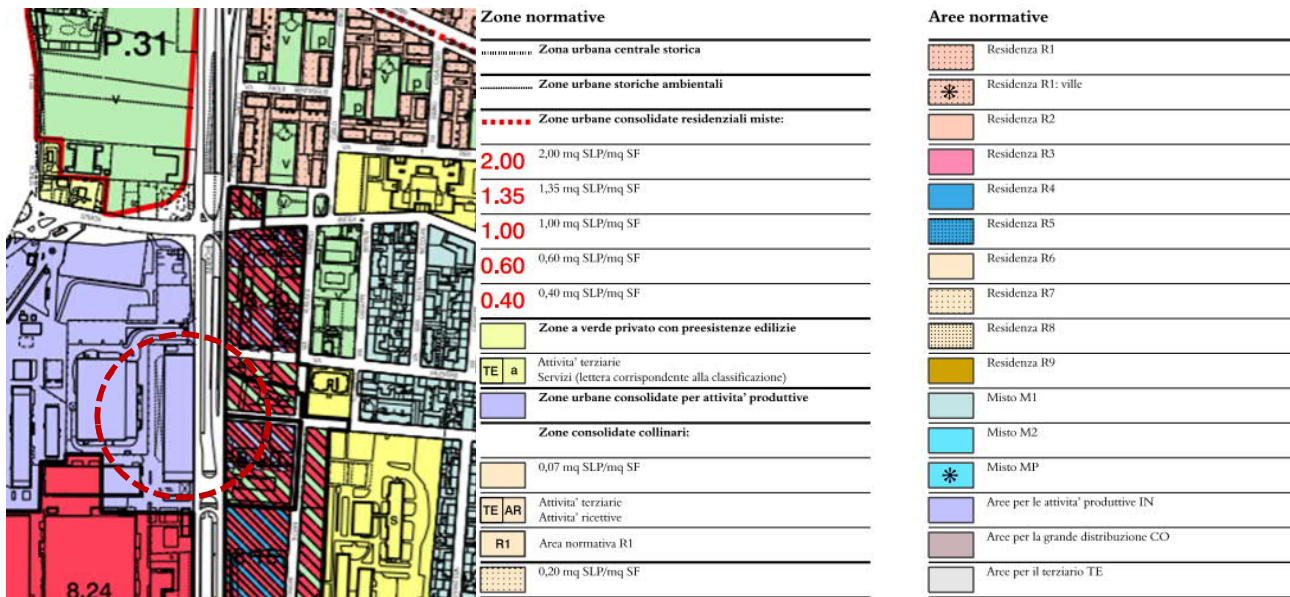 P.31
V
V
p
p
V
V
S
8.24
Zone normative
Zona urbana centrale storica
Zone urbane storiche ambientali
Zone urbane consolidate residenziali miste:
2.00 2,00 mq SLP/mq SF
1.35 1,35 mq SLP/mq SF
1.00 1,00 mq SLP/mq SF
0.60 0,60 mq SLP/mq SF
0.40 0,40 mq SLP/mq SF
Zone a verde privato con preesistenze edilizie
TE a Attivita' terziarie
Servizi (lettera corrispondente alla classificazione)
Zone urbane consolidate per attivita' produttive
Zone consolidate collinari:
0,07 mq SLP/mq SF
TE AR Attivita' terziarie
Attivita' ricettive
R1 Area normativa R1
0,20 mq SLP/mq SF
Aree normative
Residenza R1
Residenza R1: ville
Residenza R2
Residenza R3
Residenza R4
Residenza R5
Residenza R6
Residenza R7
Residenza R8
Residenza R9
Misto M1
Misto M2
Misto MP
Aree per le attivita' produttive IN
Aree per la grande distribuzione CO
Aree per il terziario TE